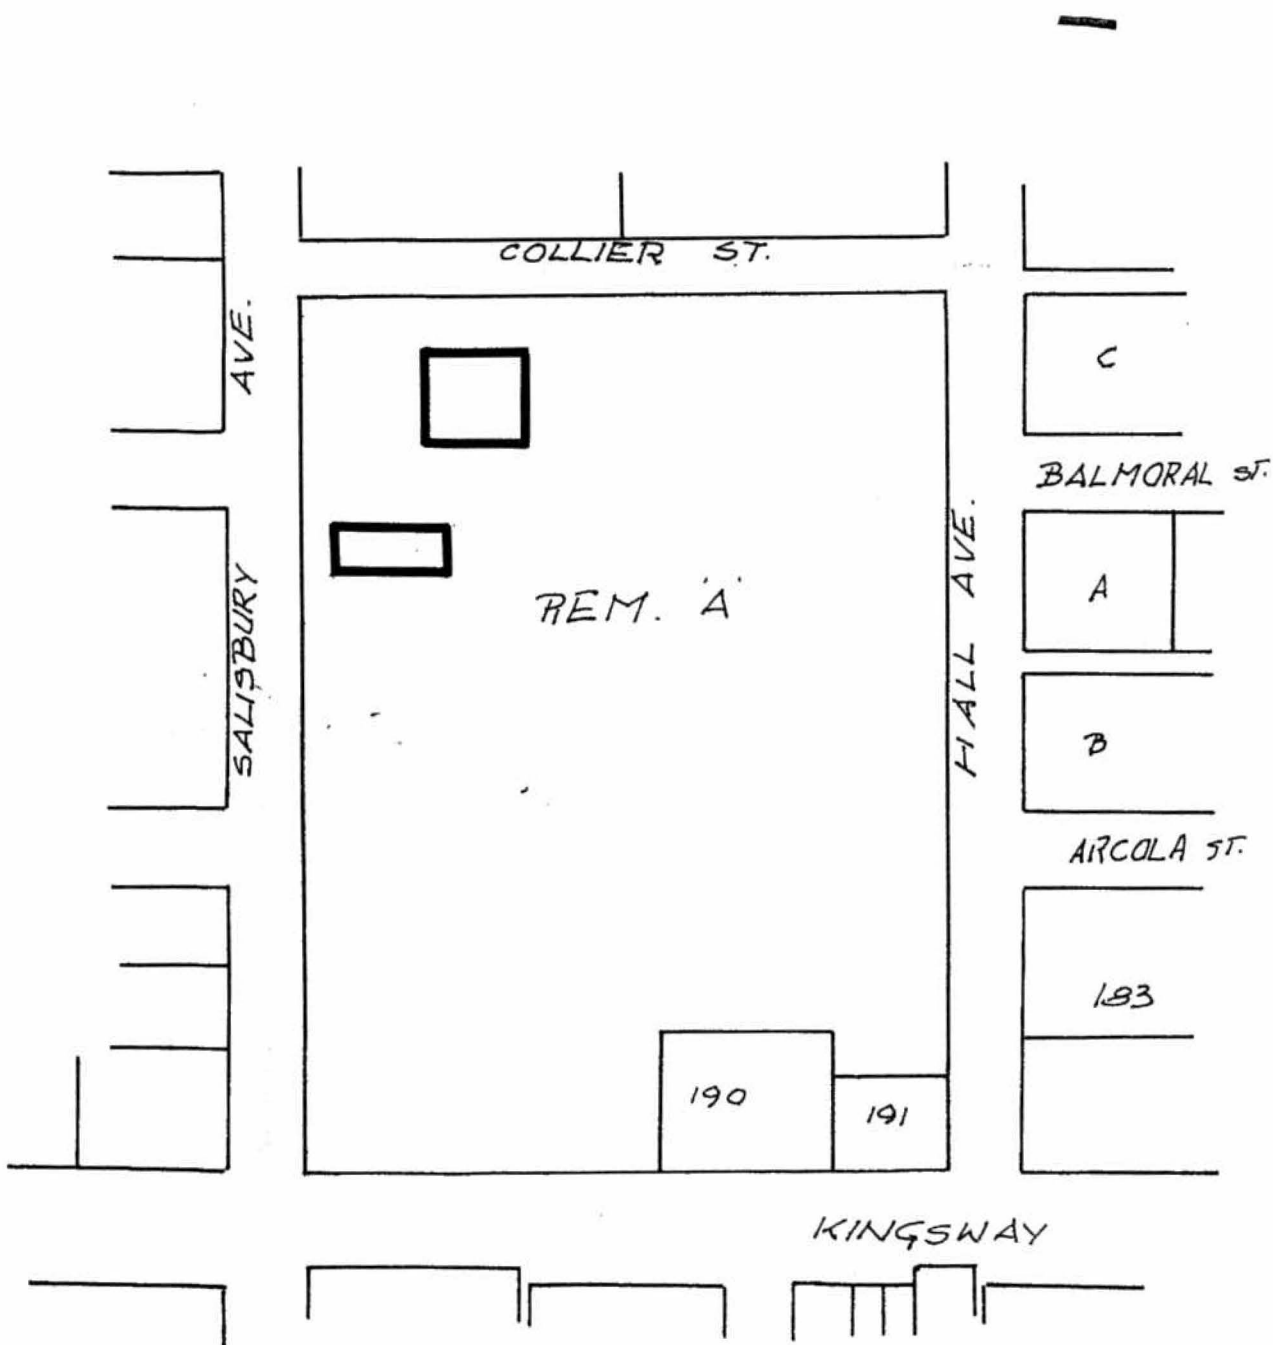 COLLIER ST.
AVE.
C
BALMORAL ST.
SALISBURY
REM. 'A'
HALL AVE.
A
B
ARCOLA ST.
183
190
191
KINGSWAY